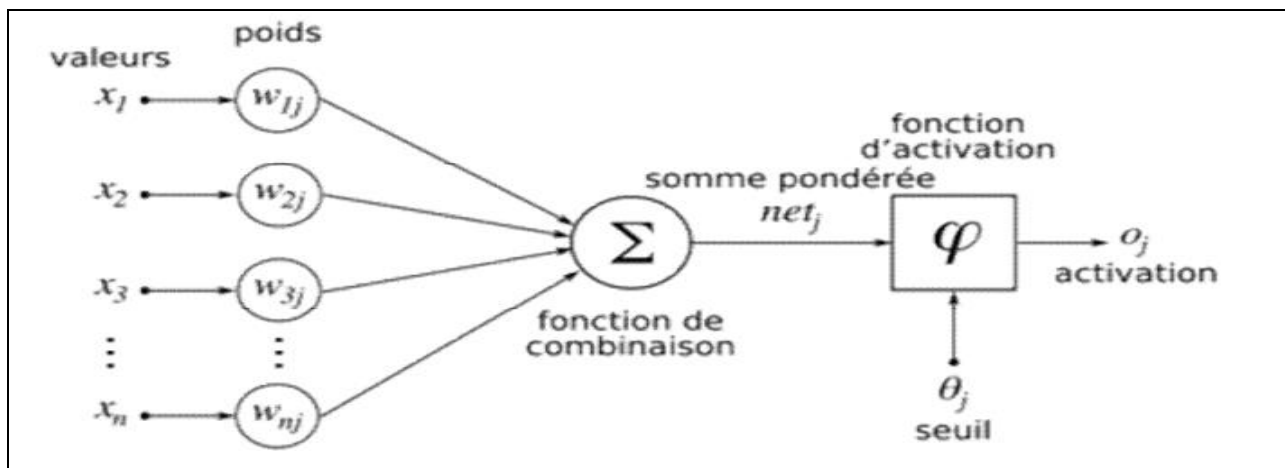 poids
valeurs
x₁ w₁ⱼ
x₂ w₂ⱼ
x₃ w₃ⱼ
⋮ ⋮
xₙ wₙⱼ
Σ
fonction de
combinaison
somme pondérée
netⱼ
fonction
d'activation
φ
oⱼ
activation
θⱼ
seuil